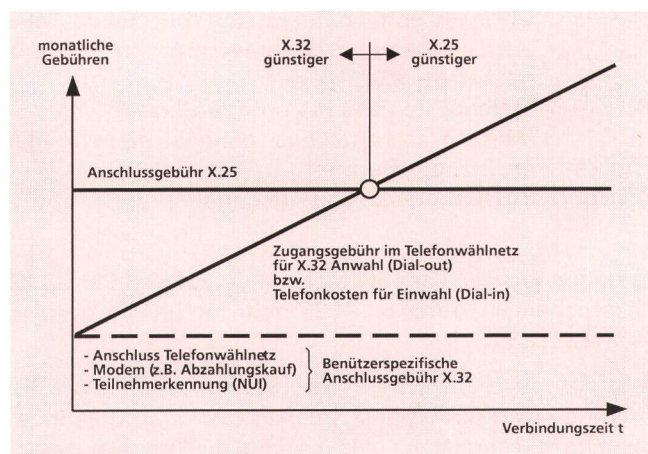 monatliche
Gebühren
X.32
günstiger
X.25
günstiger
Anschlussgebühr X.25
Zugangsgebühr im Telefonwählnetz
für X.32 Anwahl (Dial-out)
bzw.
Telefonkosten für Einwahl (Dial-in)
- Anschluss Telefonwählnetz
- Modem (z.B. Abzahlungskauf)
- Teilnehmerkennung (NUI)
Benützerspezifische
Anschlussgebühr X.32
Verbindungszeit t